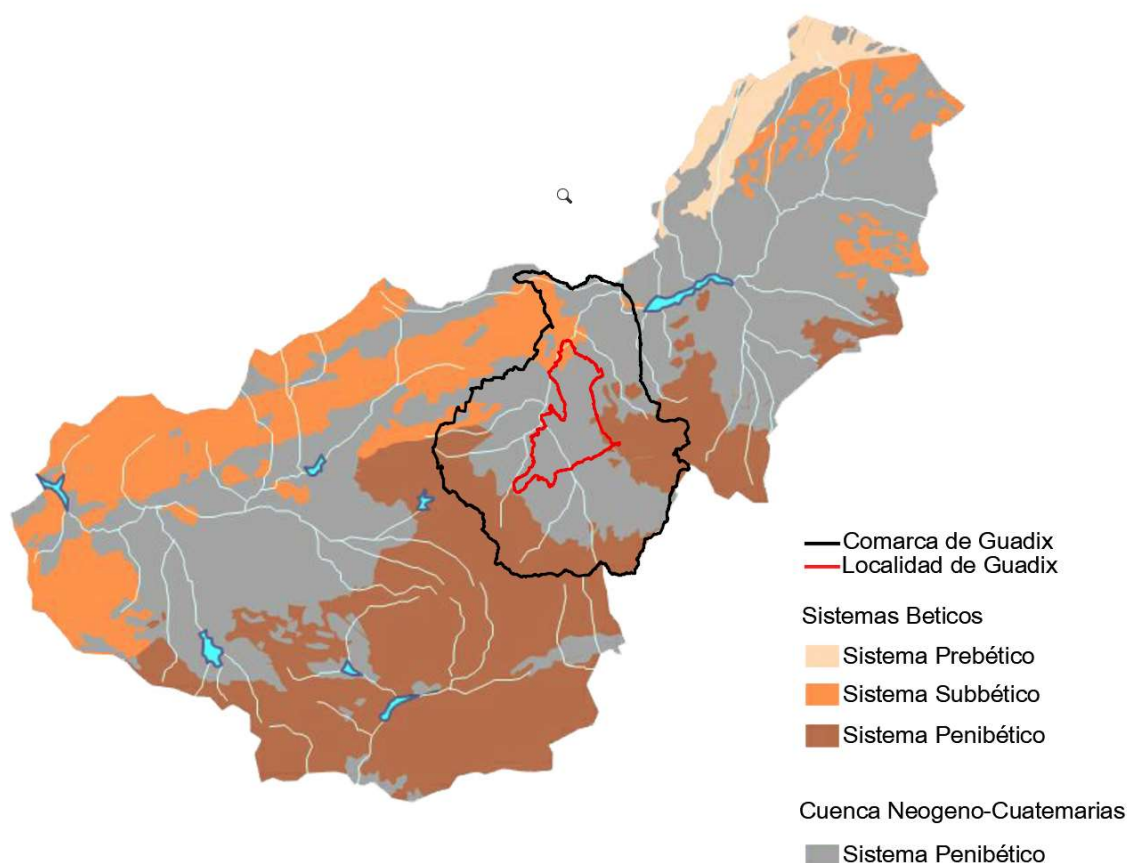 Comarca de Guadix
Localidad de Guadix
Sistemas Beticos
Sistema Prebético
Sistema Subbético
Sistema Penibético
Cuenca Neogeno-Cuatemarias
Sistema Penibético